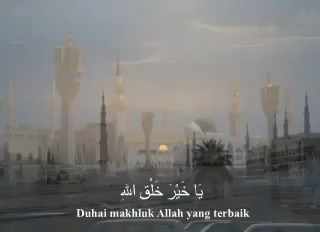 يَا خَيْرَ خَلْقِ اللهِ
Duhai makhluk Allah yang terbaik